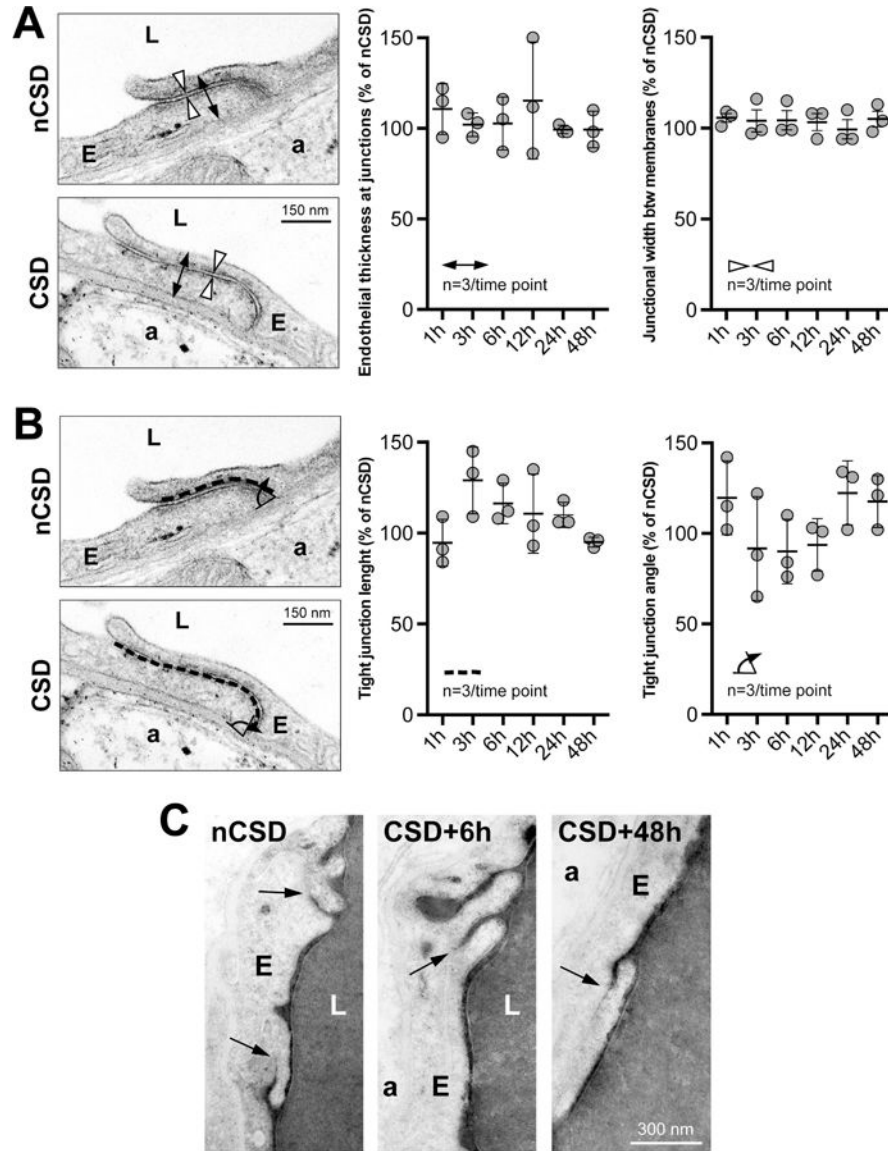 A
nCSD
L
E
a
CSD
L
150 nm
E
a
Endothelial thickness at junctions (% of nCSD)
150
100
50
0
n=3/time point
1h 3h 6h 12h 24h 48h
Junctional width btw membranes (% of nCSD)
150
100
50
0
n=3/time point
1h 3h 6h 12h 24h 48h
B
nCSD
L
E
a
CSD
L
150 nm
E
a
Tight junction lenght (% of nCSD)
150
100
50
0
n=3/time point
1h 3h 6h 12h 24h 48h
Tight junction angle (% of nCSD)
150
100
50
0
n=3/time point
1h 3h 6h 12h 24h 48h
C
nCSD
E
L
CSD+6h
L
a
E
CSD+48h
a
E
300 nm